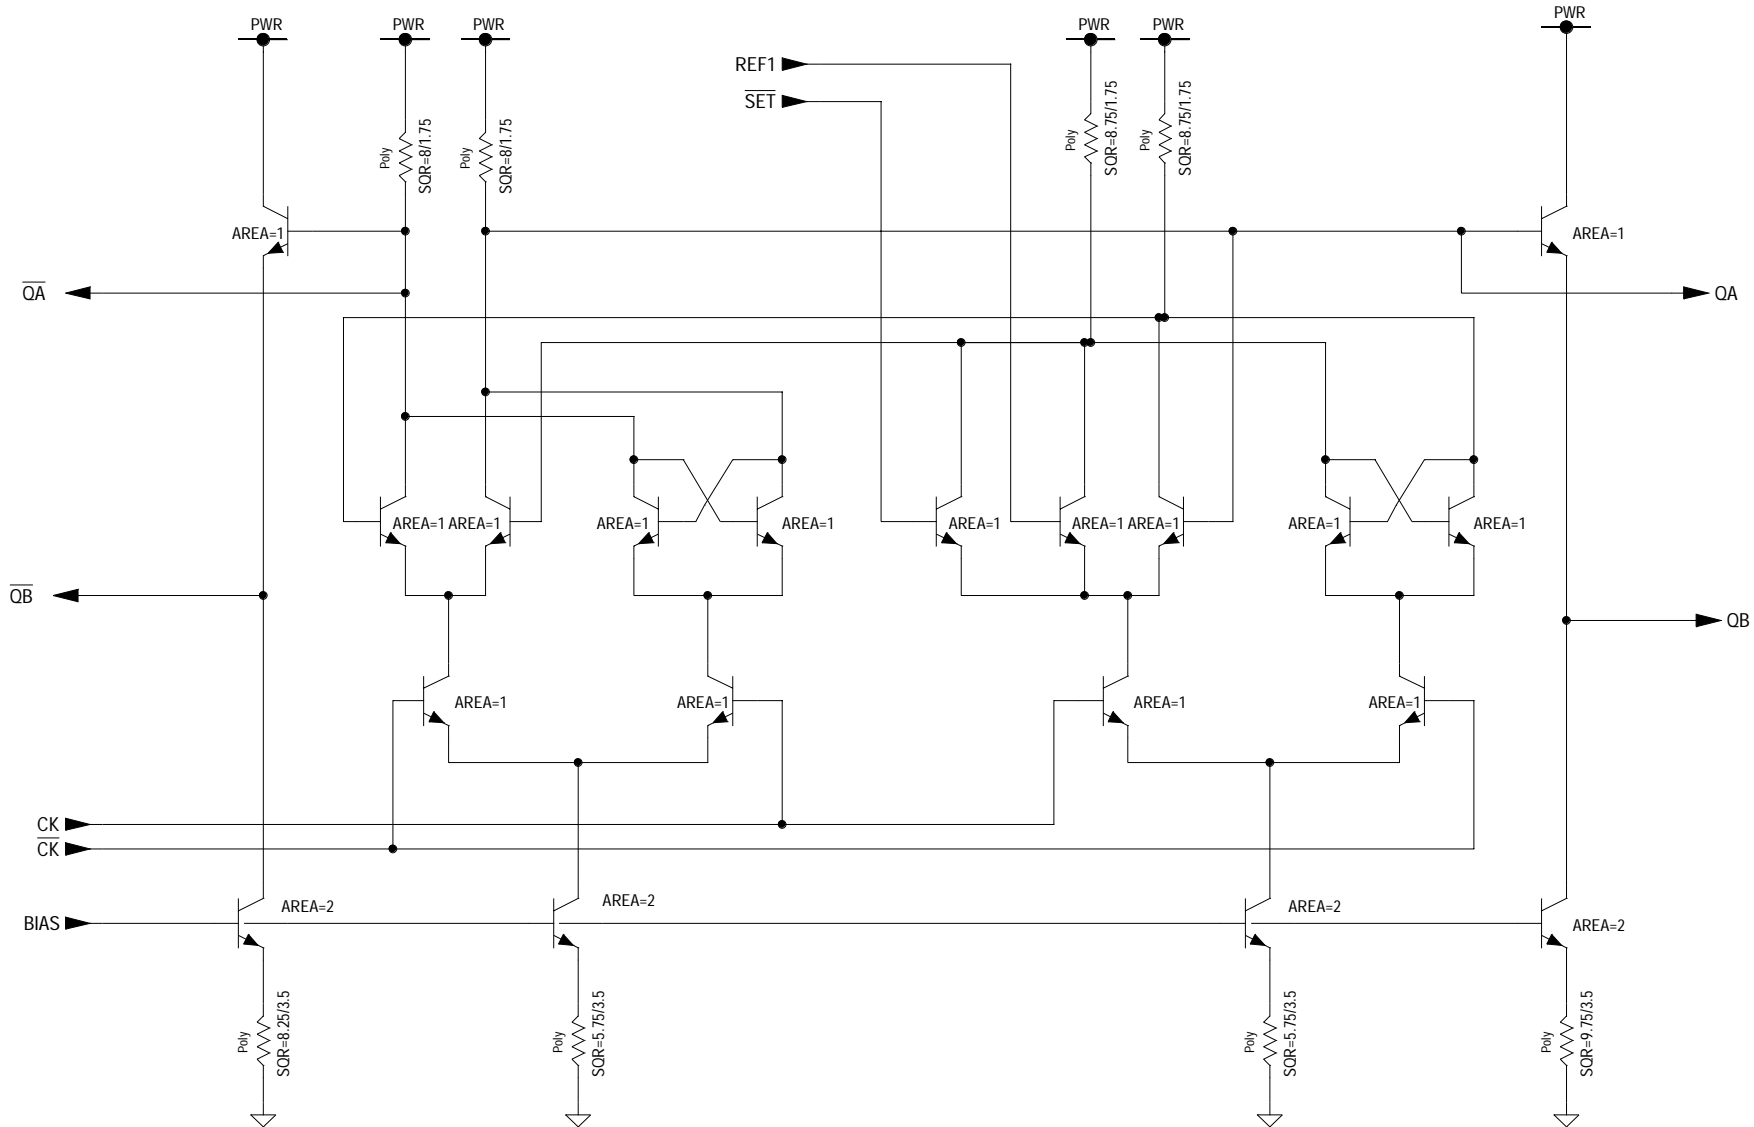 PWR
PWR
PWR
PWR
PWR
PWR
REF1
S̅E̅T̅
Poly
SQR=8/1.75
Poly
SQR=8/1.75
Poly
SQR=8.75/1.75
Poly
SQR=8.75/1.75
AREA=1
AREA=1
Q̅A̅
QA
AREA=1
AREA=1
AREA=1
AREA=1
AREA=1
AREA=1
AREA=1
AREA=1
AREA=1
Q̅B̅
QB
AREA=1
AREA=1
AREA=1
AREA=1
CK
C̅K̅
BIAS
AREA=2
AREA=2
AREA=2
AREA=2
Poly
SQR=8.25/3.5
Poly
SQR=5.75/3.5
Poly
SQR=5.75/3.5
Poly
SQR=9.75/3.5